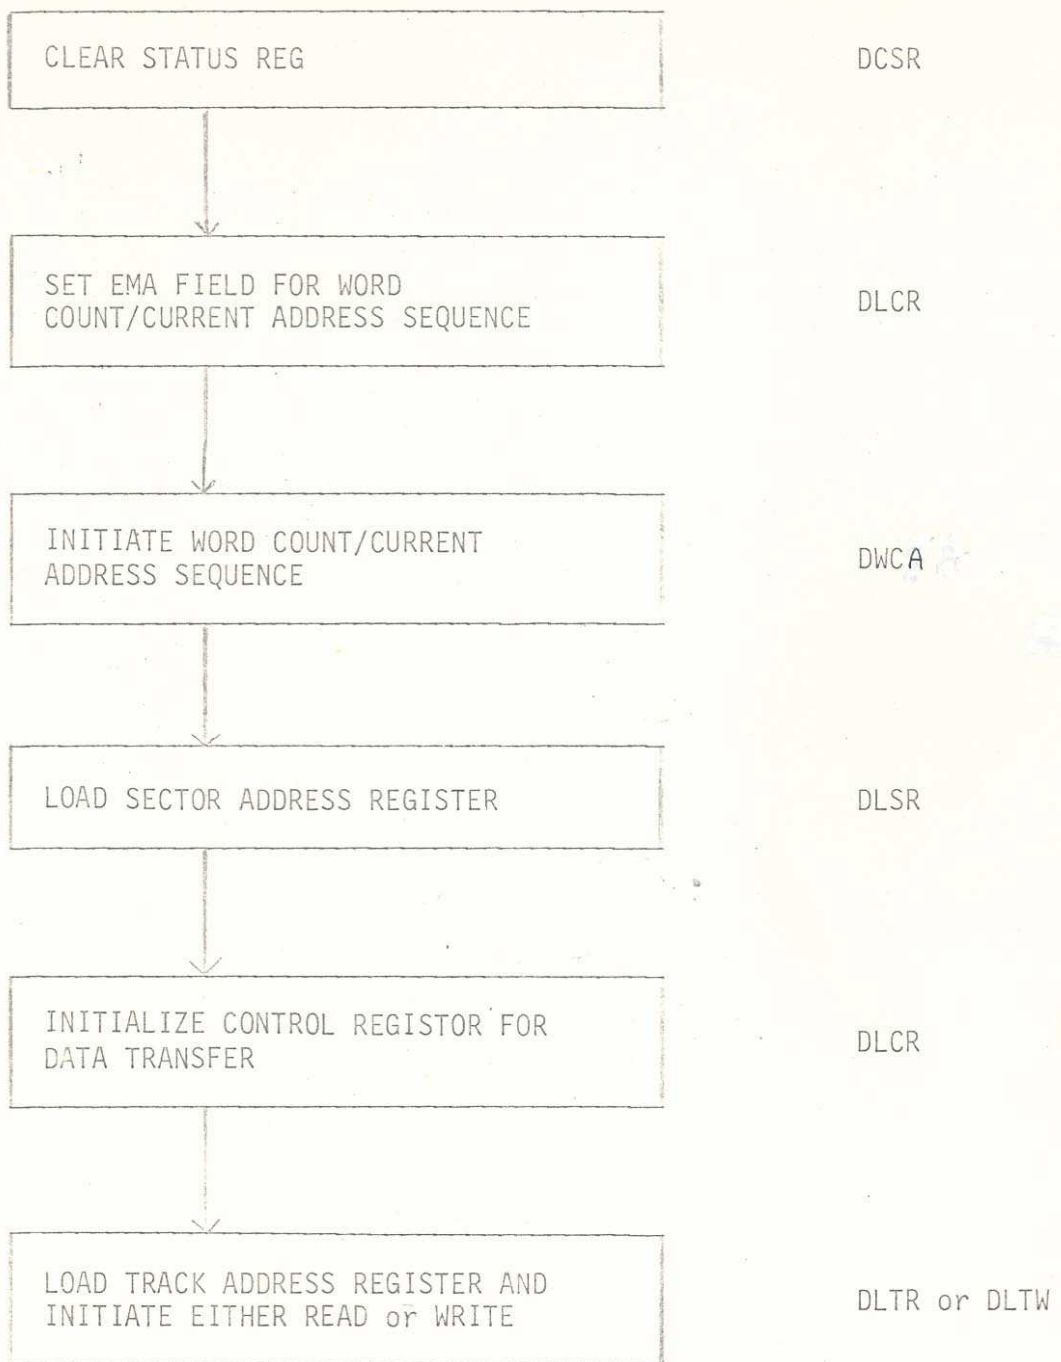 CLEAR STATUS REG DCSR
SET EMA FIELD FOR WORD
COUNT/CURRENT ADDRESS SEQUENCE DLCR
INITIATE WORD COUNT/CURRENT
ADDRESS SEQUENCE DWCA
LOAD SECTOR ADDRESS REGISTER DLSR
INITIALIZE CONTROL REGISTOR FOR
DATA TRANSFER DLCR
LOAD TRACK ADDRESS REGISTER AND
INITIATE EITHER READ or WRITE DLTR or DLTW